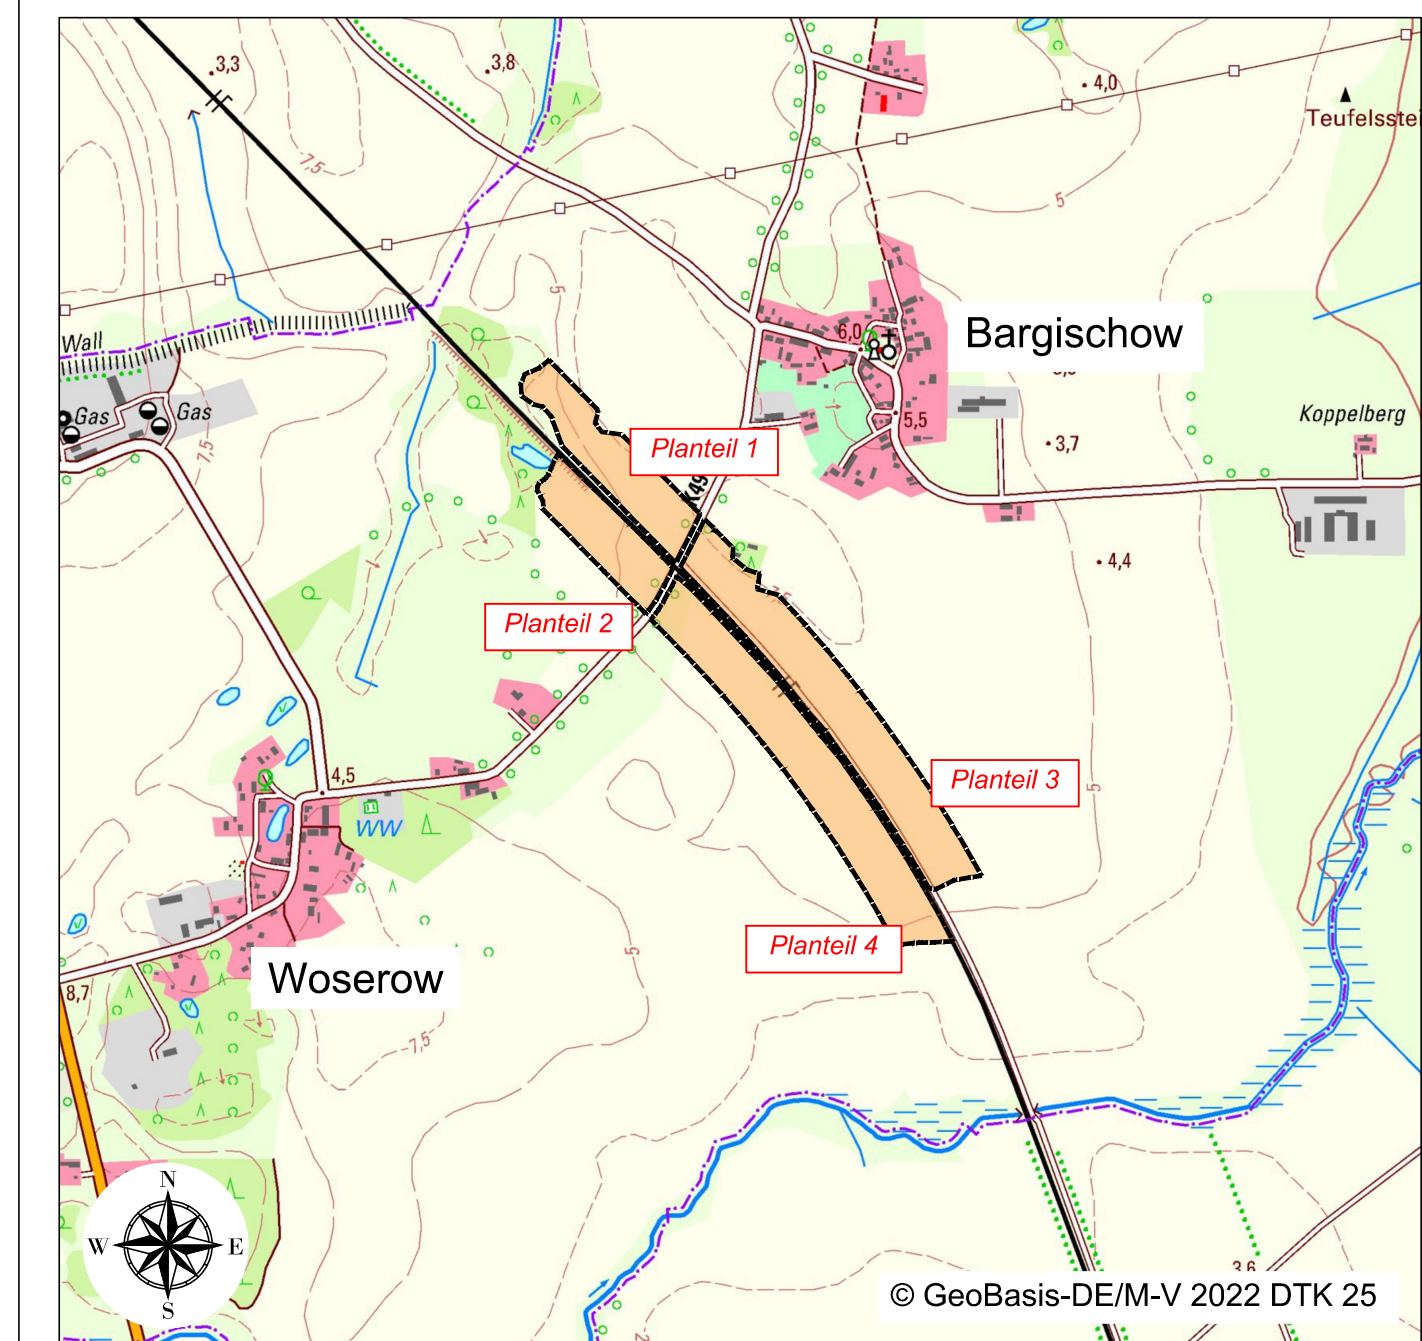 3,3
3,8
4,0
Teufelsstei
7,5
5
5
Wall
6,0
Bargischow
Gas
Gas
7,5
5,5
Koppelberg
3,7
Planteil 1
K49
4,4
Planteil 2
4,5
Planteil 3
5
WW
Planteil 4
5
Woserow
8,7
7,5
N
W
E
S
3,6
© GeoBasis-DE/M-V 2022 DTK 25